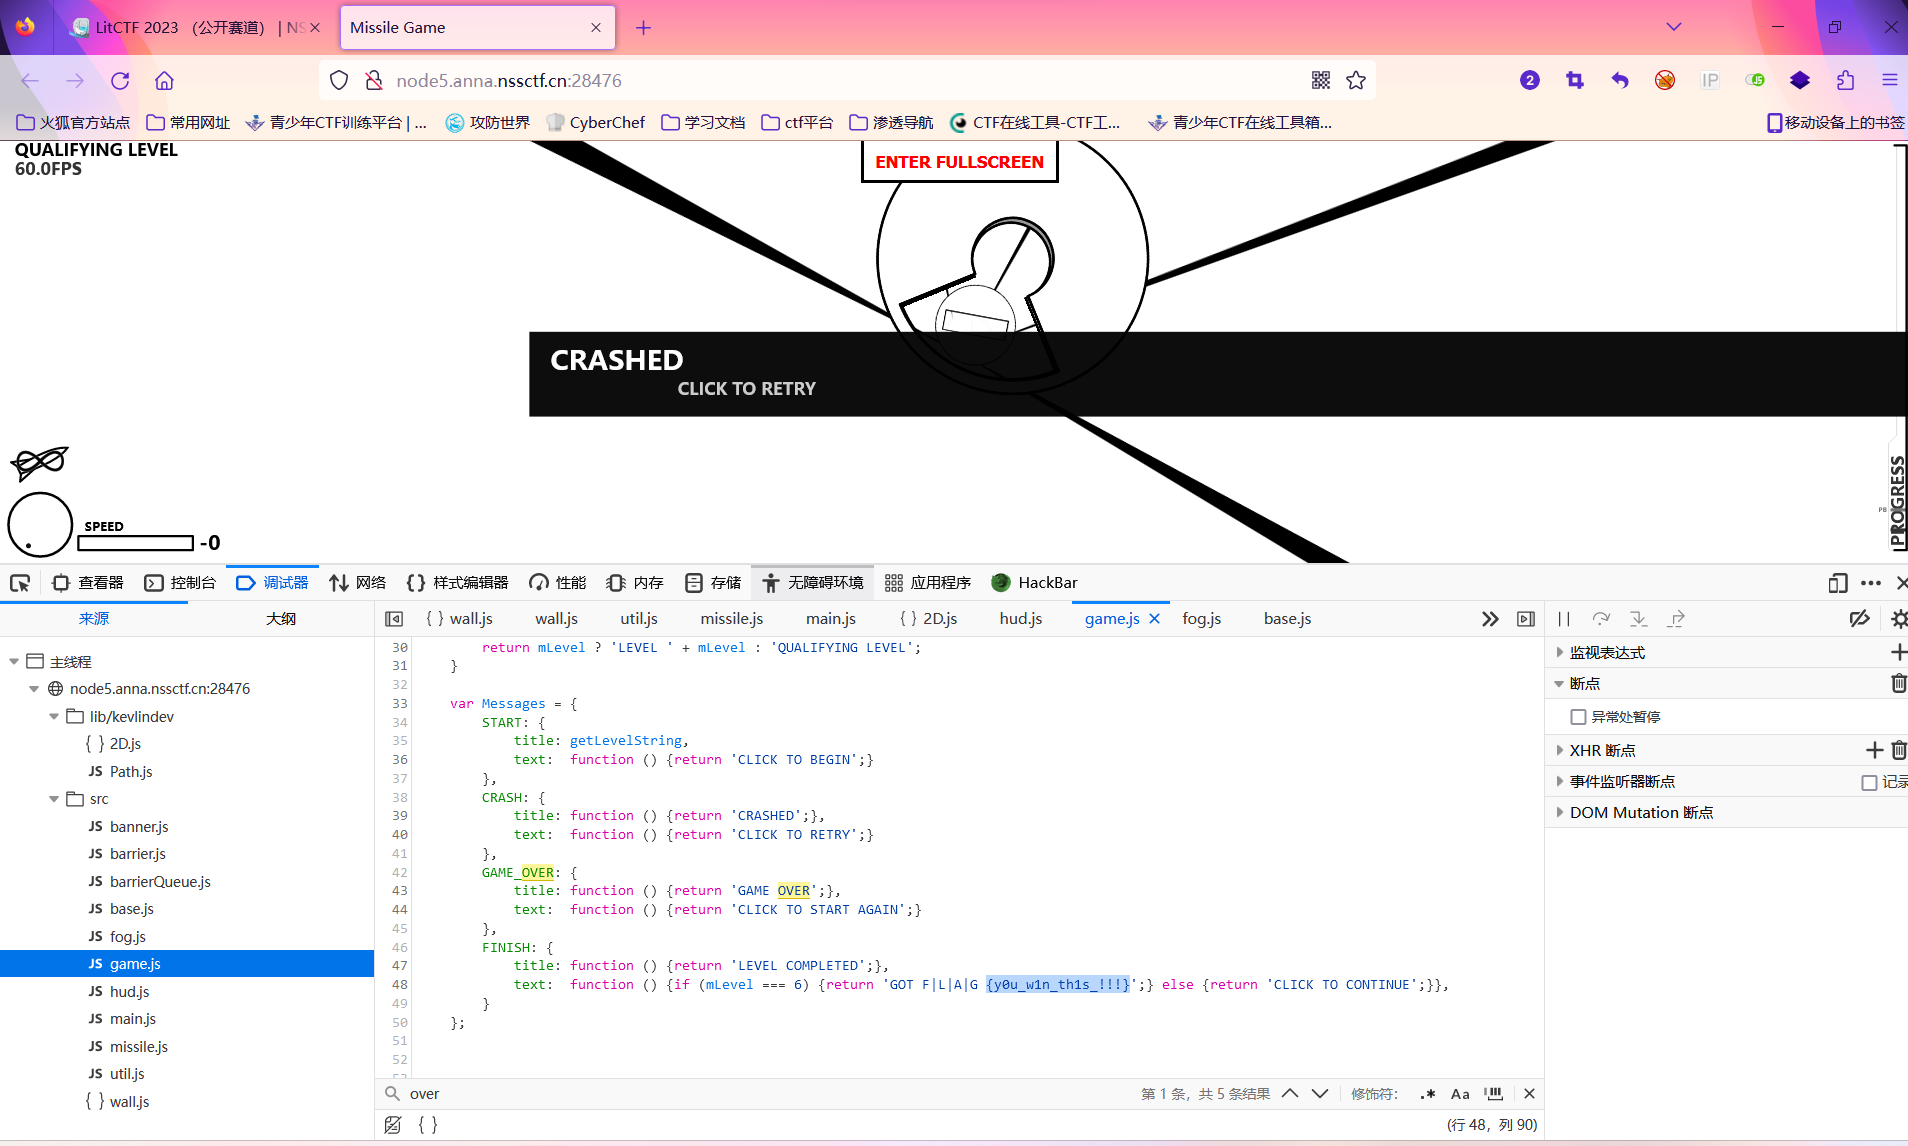 LitCTF 2023 （公开赛道）  | NS
Missile Game
node5.anna.nssctf.cn:28476
2
IP
JS
火狐官方站点
常用网址
青少年CTF训练平台 | ...
攻防世界
CyberChef
学习文档
ctf平台
渗透导航
CTF在线工具-CTF工...
青少年CTF在线工具箱...
移动设备上的书签
QUALIFYING LEVEL
60.0FPS
ENTER FULLSCREEN
CRASHED
CLICK TO RETRY
SPEED
-0
PROGRESS
PB
查看器
控制台
调试器
网络
{} 样式编辑器
性能
内存
存储
无障碍环境
应用程序
HackBar
来源
大纲
{ } wall.js
wall.js
util.js
missile.js
main.js
{ } 2D.js
hud.js
game.js
fog.js
base.js
主线程
node5.anna.nssctf.cn:28476
lib/kevlindev
{ } 2D.js
JS Path.js
src
JS banner.js
JS barrier.js
JS barrierQueue.js
JS base.js
JS fog.js
JS game.js
JS hud.js
JS main.js
JS missile.js
JS util.js
{ } wall.js
30 return mLevel ? 'LEVEL ' + mLevel : 'QUALIFYING LEVEL';
31 }
32
33 var Messages = {
34 START: {
35 title: getLevelString,
36 text:  function () {return 'CLICK TO BEGIN';}
37 },
38 CRASH: {
39 title: function () {return 'CRASHED';},
40 text:  function () {return 'CLICK TO RETRY';}
41 },
42 GAME_OVER: {
43 title: function () {return 'GAME OVER';},
44 text:  function () {return 'CLICK TO START AGAIN';}
45 },
46 FINISH: {
47 title: function () {return 'LEVEL COMPLETED';},
48 text:  function () {if (mLevel === 6) {return 'GOT F|L|A|G {y0u_w1n_th1s_!!!}';} else {return 'CLICK TO CONTINUE';}},
49 }
50 };
51
52
53
over
第 1 条，共 5 条结果
修饰符：
.*
Aa
{ }
(行 48，列 90)
监视表达式
断点
异常处暂停
XHR 断点
事件监听器断点
记录
DOM Mutation 断点